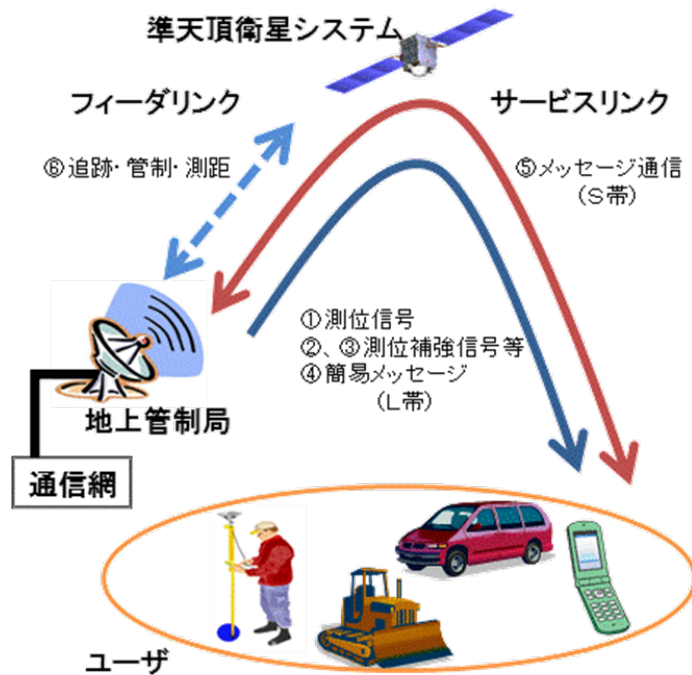 準天頂衛星システム
フィーダリンク
サービスリンク
⑥追跡・管制・測距
⑤メッセージ通信
(S帯)
①測位信号
②、③測位補強信号等
④簡易メッセージ
(L帯)
地上管制局
通信網
ユーザ